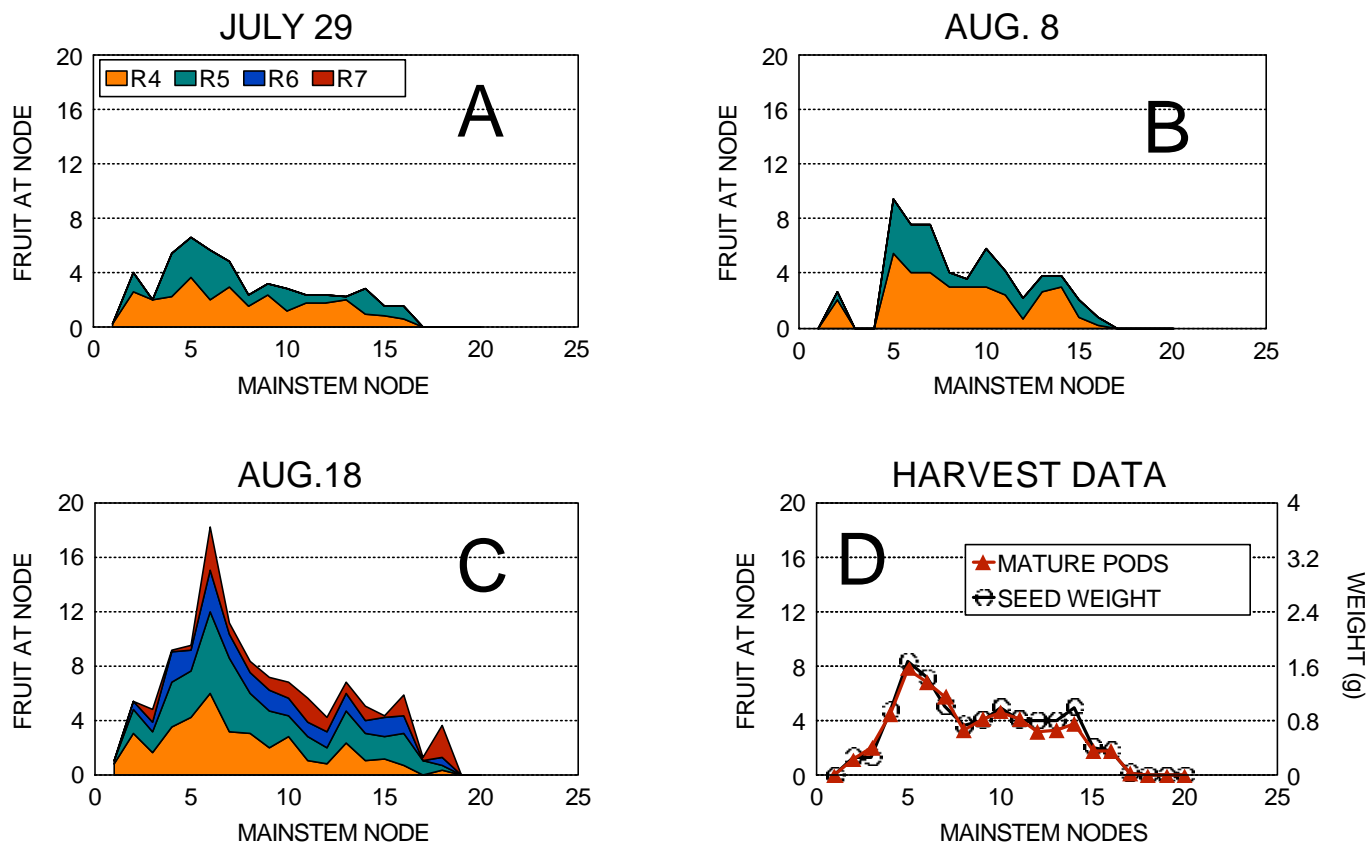 JULY 29
20
16
12
8
4
0
FRUIT AT NODE
R4 R5 R6 R7
A
0 5 10 15 20 25
MAINSTEM NODE
AUG. 8
20
16
12
8
4
0
FRUIT AT NODE
B
0 5 10 15 20 25
MAINSTEM NODE
AUG.18
20
16
12
8
4
0
FRUIT AT NODE
C
0 5 10 15 20 25
MAINSTEM NODE
HARVEST DATA
20
16
12
8
4
0
FRUIT AT NODE
D
MATURE PODS
SEED WEIGHT
4
3.2
2.4
1.6
0.8
0
WEIGHT (g)
0 5 10 15 20 25
MAINSTEM NODES